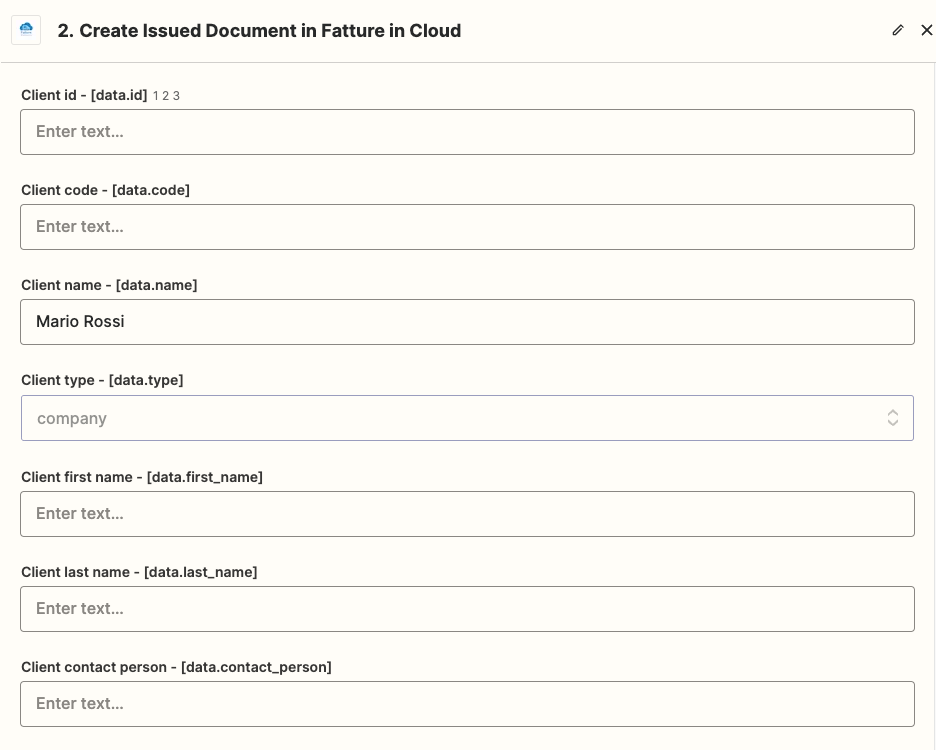 2. Create Issued Document in Fatture in Cloud
Client id - [data.id] 1 2 3
Enter text...
Client code - [data.code]
Enter text...
Client name - [data.name]
Mario Rossi
Client type - [data.type]
company
Client first name - [data.first_name]
Enter text...
Client last name - [data.last_name]
Enter text...
Client contact person - [data.contact_person]
Enter text...